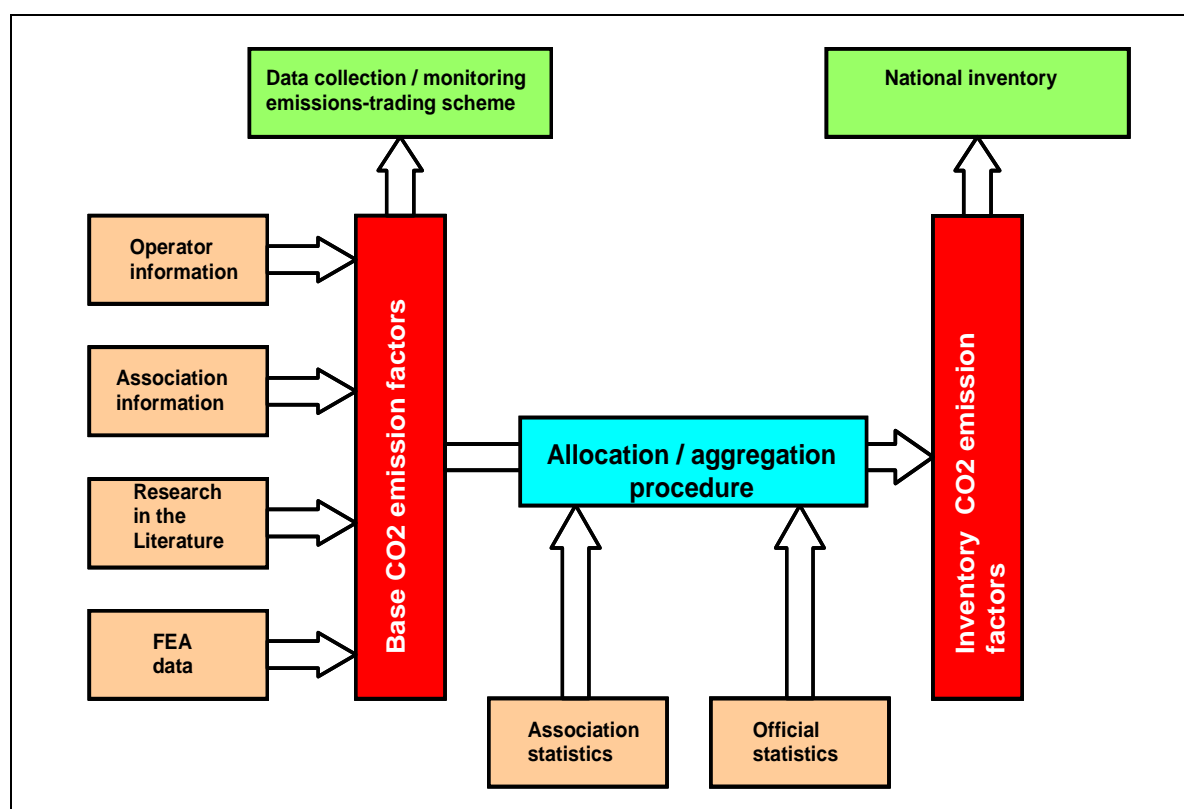 Data collection / monitoring
emissions-trading scheme
National inventory
Operator
information
Association
information
Research
in the
Literature
FEA
data
Base CO2 emission factors
Allocation / aggregation
procedure
Inventory CO2 emission
factors
Association
statistics
Official
statistics